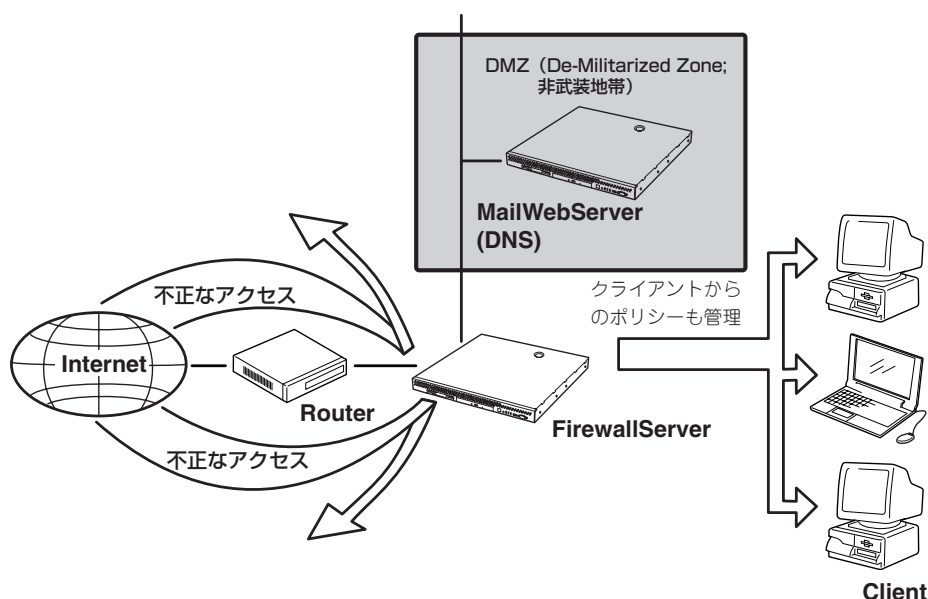 DMZ（De-Militarized Zone;
非武装地帯）
MailWebServer
(DNS)
クライアントから
のポリシーも管理
不正なアクセス
Internet
Router
FirewallServer
不正なアクセス
Client